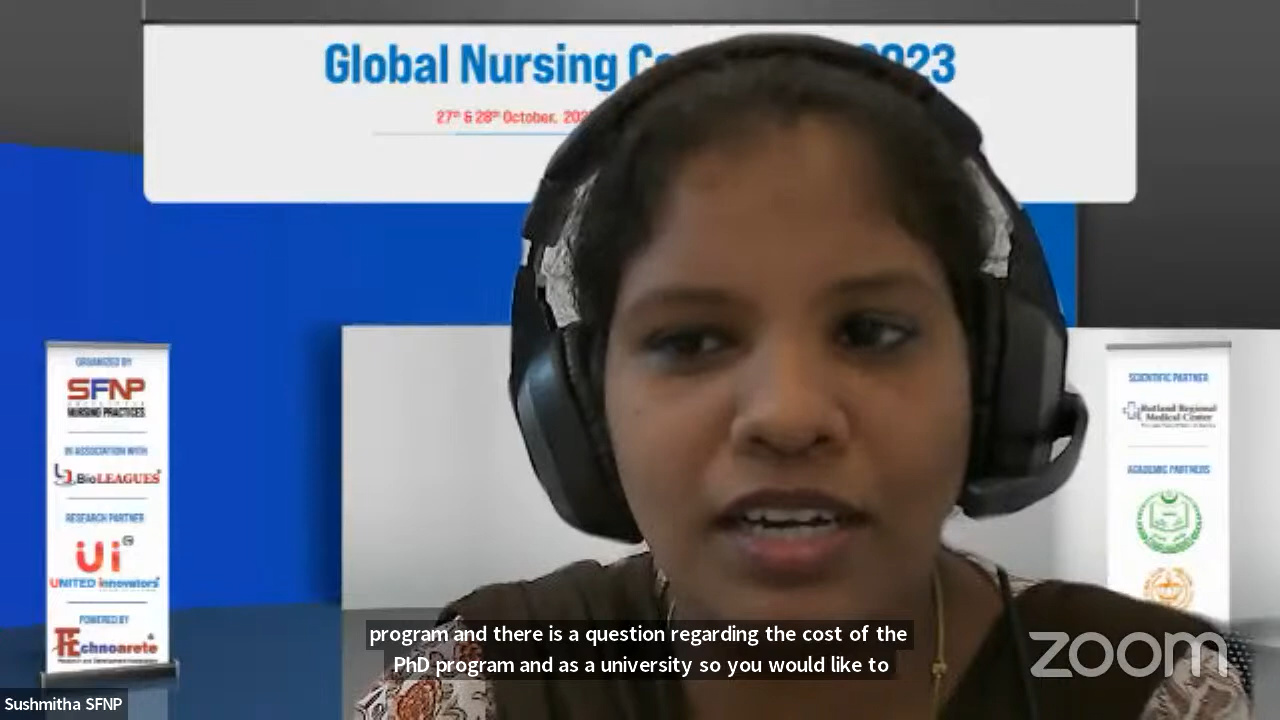 Global Nursing Co 2023
27th & 28th October, 202
ORGANIZED BY
SFNP
NURSING PRACTICES
IN ASSOCIATION WITH
BioLEAGUES
RESEARCH PARTNER
Ui
UNITED innovators
POWERED BY
TEchnoarete
SCIENTIFIC PARTNER
Rutland Regional
Medical Center
ACADEMIC PARTNERS
program and there is a question regarding the cost of the
PhD program and as a university so you would like to
zoom
Sushmitha SFNP